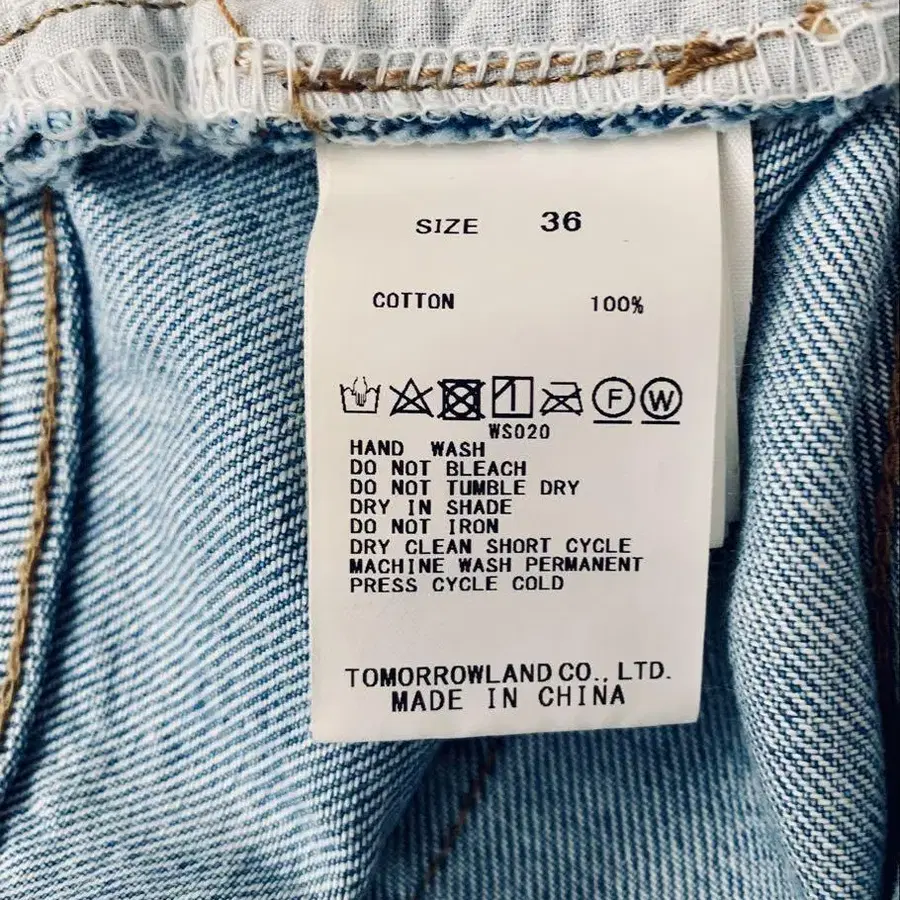 SIZE 36
COTTON 100%
F W
WS020
HAND WASH
DO NOT BLEACH
DO NOT TUMBLE DRY
DRY IN SHADE
DO NOT IRON
DRY CLEAN SHORT CYCLE
MACHINE WASH PERMANENT
PRESS CYCLE COLD
TOMORROWLAND CO., LTD.
MADE IN CHINA